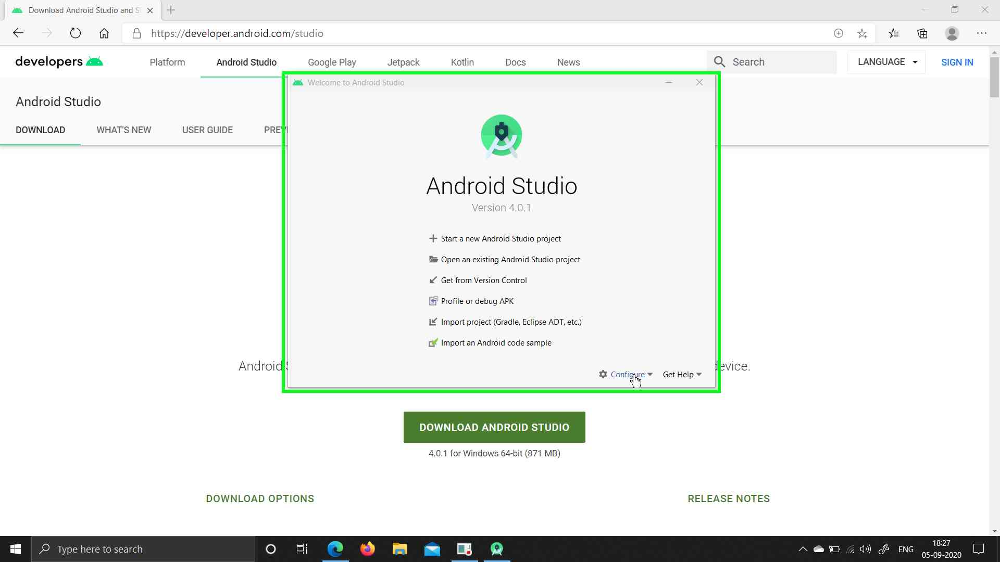 Download Android Studio and S
https://developer.android.com/studio
developers Platform Android Studio Google Play Jetpack Kotlin Docs News Search LANGUAGE SIGN IN
Android Studio
DOWNLOAD WHAT'S NEW USER GUIDE PREV
Welcome to Android Studio
Android Studio
Version 4.0.1
Start a new Android Studio project
Open an existing Android Studio project
Get from Version Control
Profile or debug APK
Import project (Gradle, Eclipse ADT, etc.)
Import an Android code sample
Configure Get Help
Android S
device.
DOWNLOAD ANDROID STUDIO
4.0.1 for Windows 64-bit (871 MB)
DOWNLOAD OPTIONS
RELEASE NOTES
Type here to search
ENG
18:27
05-09-2020